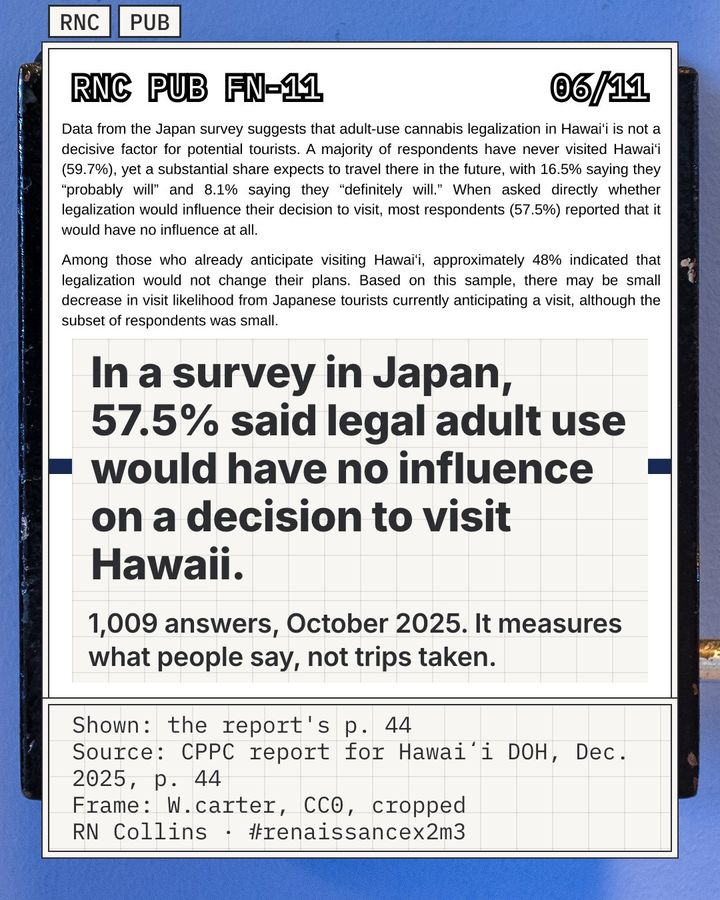 RNC PUB
RNC PUB FN-11 06/11
Data from the Japan survey suggests that adult-use cannabis legalization in Hawaiʻi is not a
decisive factor for potential tourists. A majority of respondents have never visited Hawaiʻi
(59.7%), yet a substantial share expects to travel there in the future, with 16.5% saying they
“probably will” and 8.1% saying they “definitely will.” When asked directly whether
legalization would influence their decision to visit, most respondents (57.5%) reported that it
would have no influence at all.
Among those who already anticipate visiting Hawaiʻi, approximately 48% indicated that
legalization would not change their plans. Based on this sample, there may be small
decrease in visit likelihood from Japanese tourists currently anticipating a visit, although the
subset of respondents was small.
In a survey in Japan,
57.5% said legal adult use
would have no influence
on a decision to visit
Hawaii.
1,009 answers, October 2025. It measures
what people say, not trips taken.
Shown: the report's p. 44
Source: CPPC report for Hawaiʻi DOH, Dec.
2025, p. 44
Frame: W.carter, CC0, cropped
RN Collins · #renaissancex2m3